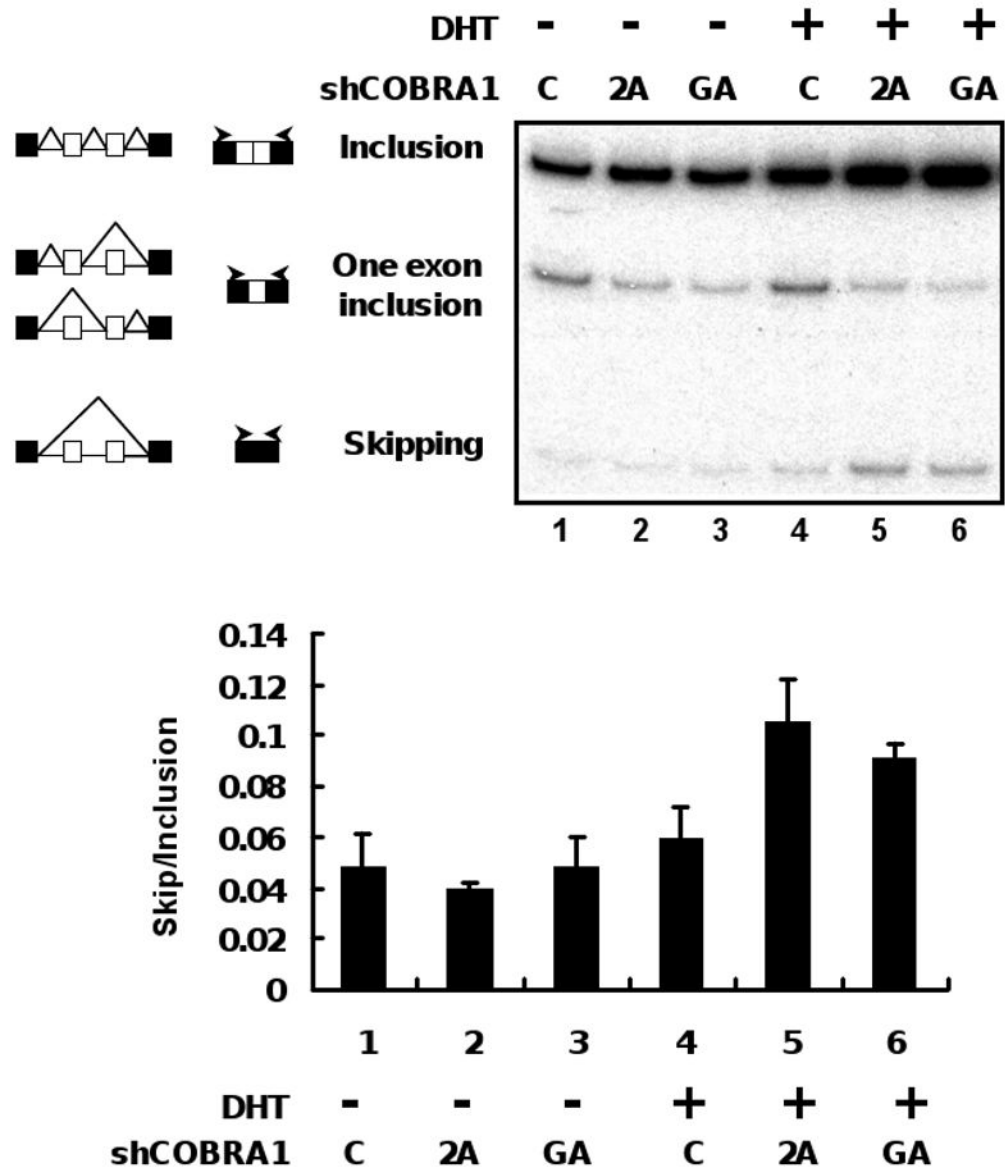 DHT - - - + + +
shCOBRA1 C 2A GA C 2A GA
Inclusion
One exon
inclusion
Skipping
1 2 3 4 5 6
Skip/Inclusion
0.14
0.12
0.1
0.08
0.06
0.04
0.02
0
1 2 3 4 5 6
DHT - - - + + +
shCOBRA1 C 2A GA C 2A GA